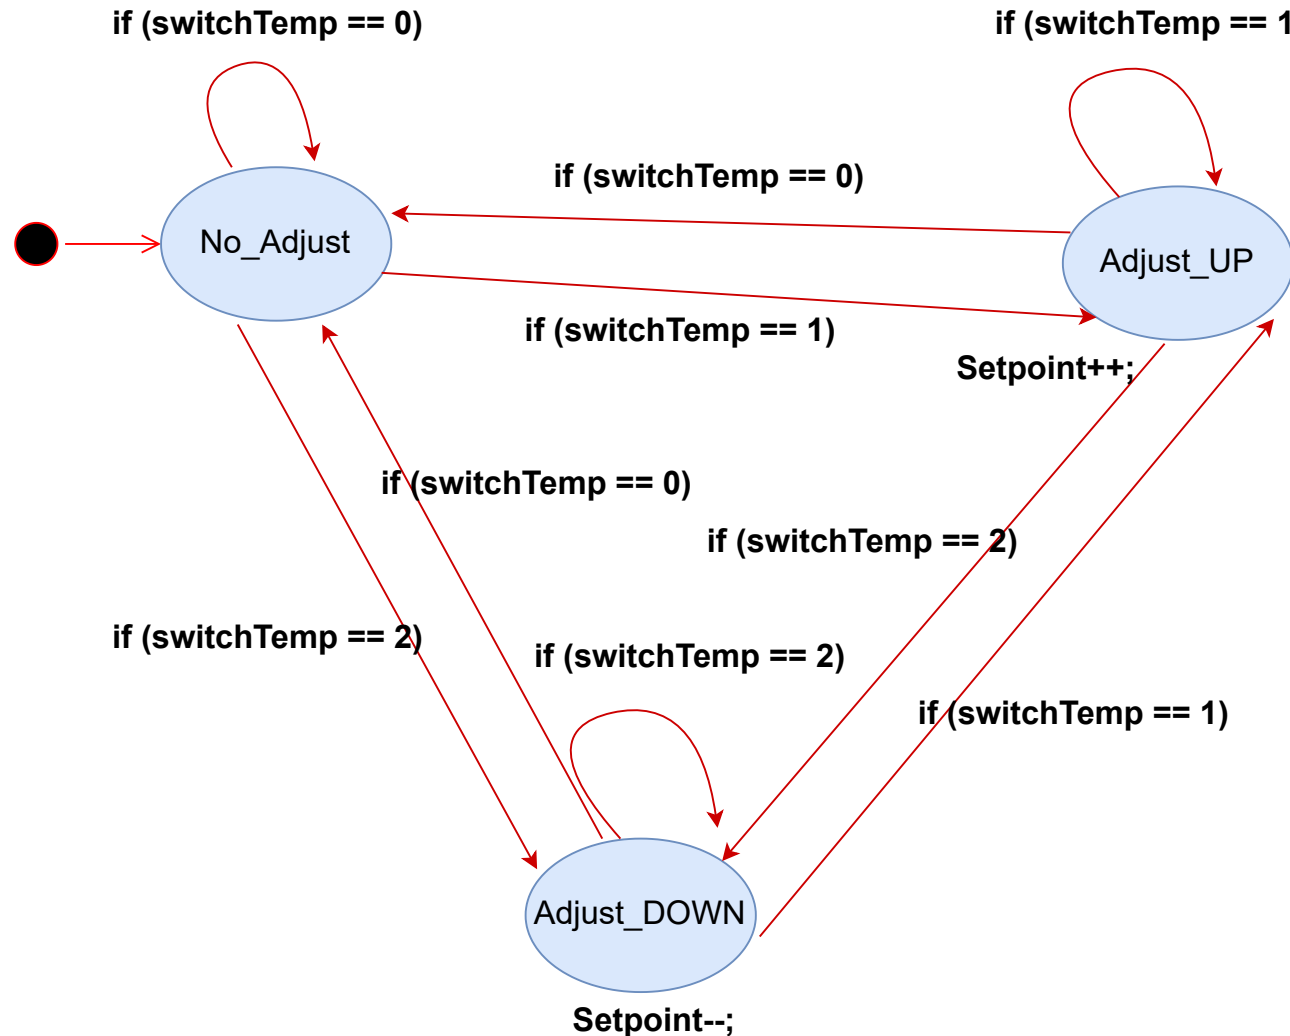 if (switchTemp == 0)
if (switchTemp == 1
if (switchTemp == 0)
No_Adjust
Adjust_UP
if (switchTemp == 1)
Setpoint++;
if (switchTemp == 0)
if (switchTemp == 2)
if (switchTemp == 2)
if (switchTemp == 2)
if (switchTemp == 1)
Adjust_DOWN
Setpoint--;